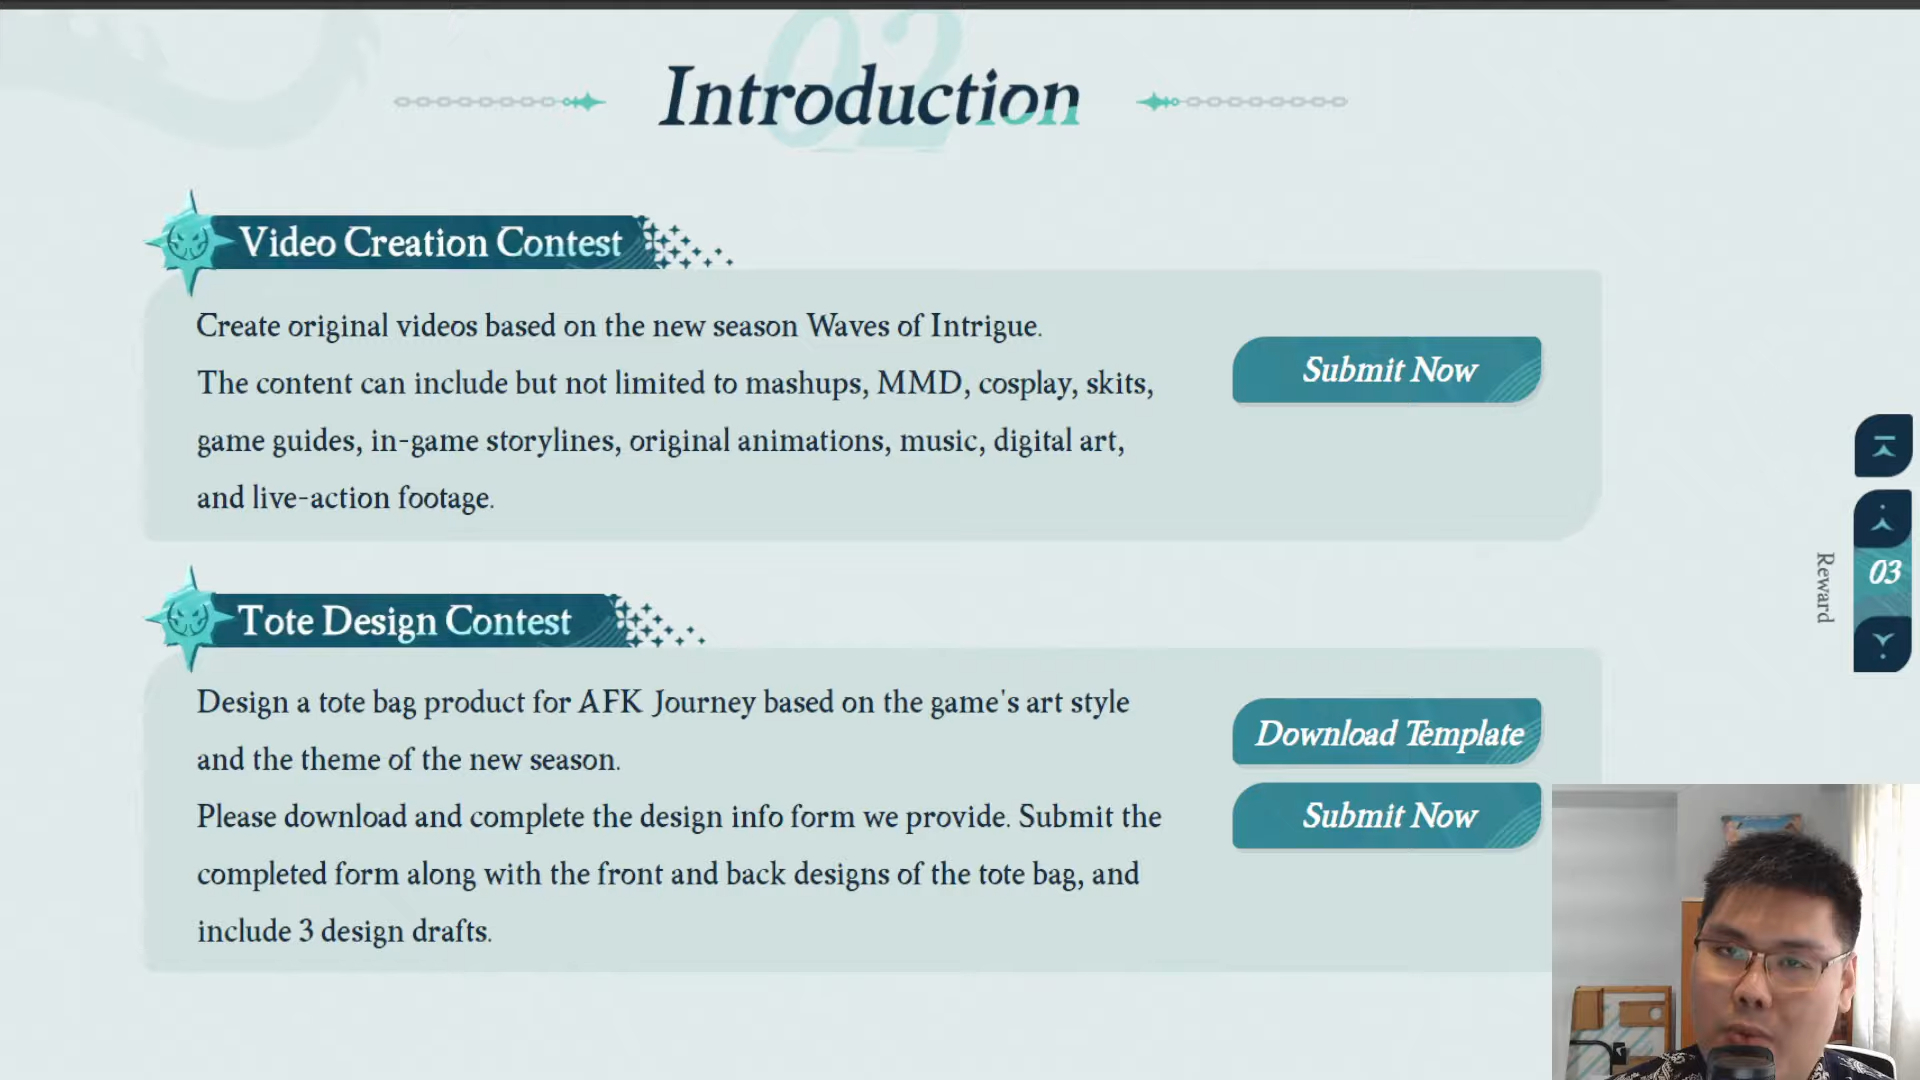 02
Introduction
Video Creation Contest
Create original videos based on the new season Waves of Intrigue.
The content can include but not limited to mashups, MMD, cosplay, skits,
game guides, in-game storylines, original animations, music, digital art,
and live-action footage.
Submit Now
Tote Design Contest
Design a tote bag product for AFK Journey based on the game's art style
and the theme of the new season.
Please download and complete the design info form we provide. Submit the
completed form along with the front and back designs of the tote bag, and
include 3 design drafts.
Download Template
Submit Now
Reward
03